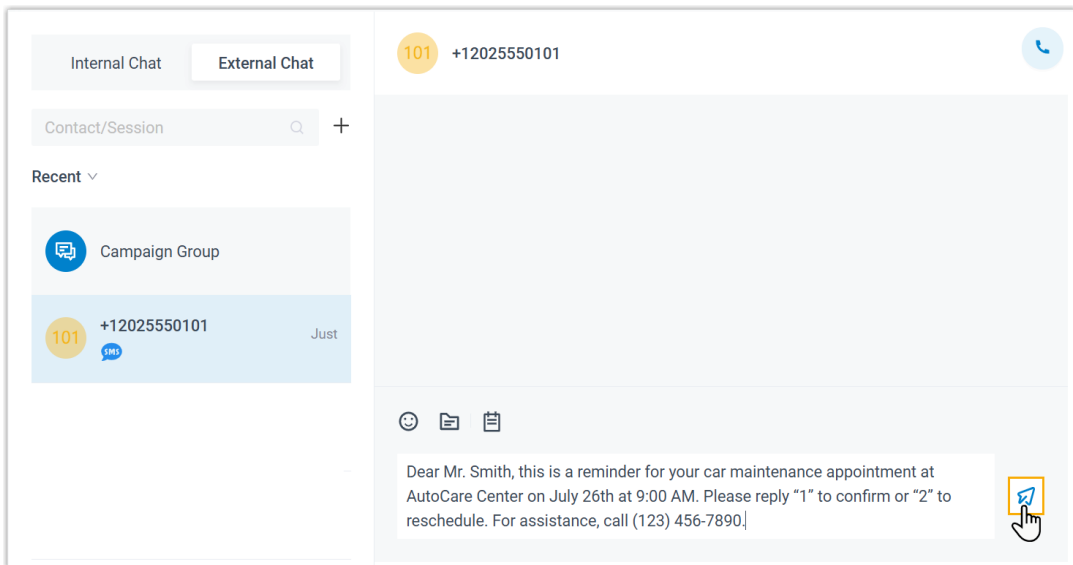 Internal Chat
External Chat
Contact/Session
Recent
Campaign Group
101
+12025550101
SMS
Just
101
+12025550101
Dear Mr. Smith, this is a reminder for your car maintenance appointment at
AutoCare Center on July 26th at 9:00 AM. Please reply “1” to confirm or “2” to
reschedule. For assistance, call (123) 456-7890.